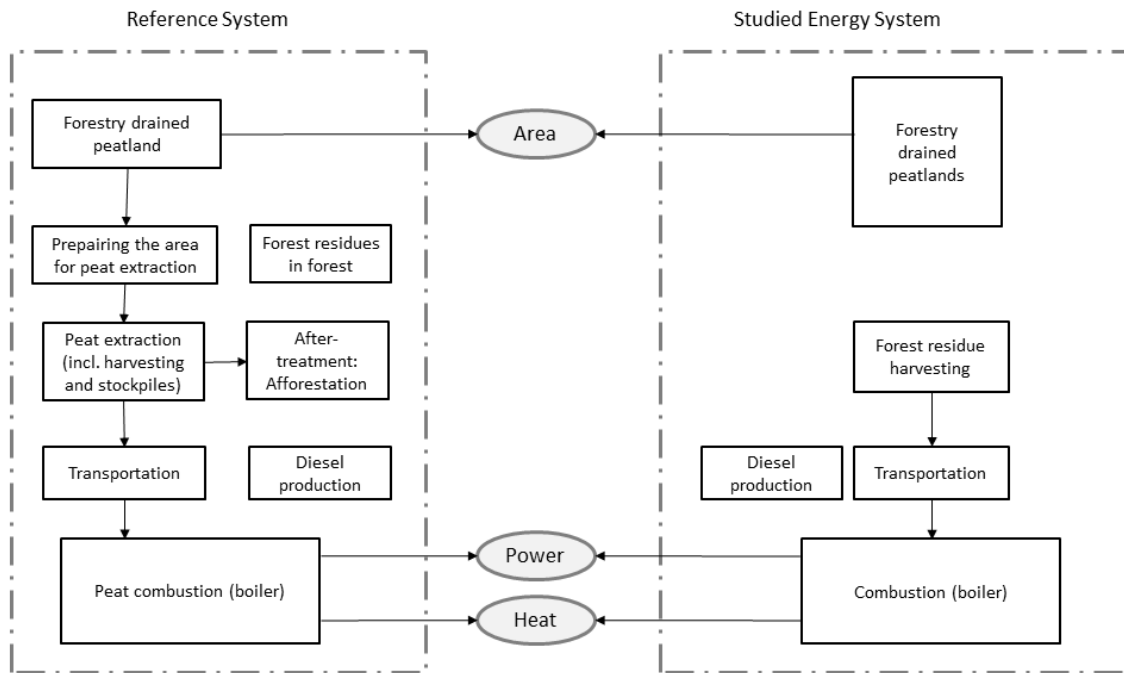 Reference System
Studied Energy System
Forestry drained
peatland
Area
Forestry
drained
peatlands
Prepairing the area
for peat extraction
Forest residues
in forest
Peat extraction
(incl. harvesting
and stockpiles)
After-
treatment:
Afforestation
Forest residue
harvesting
Transportation
Diesel
production
Diesel
production
Transportation
Power
Peat combustion (boiler)
Combustion (boiler)
Heat